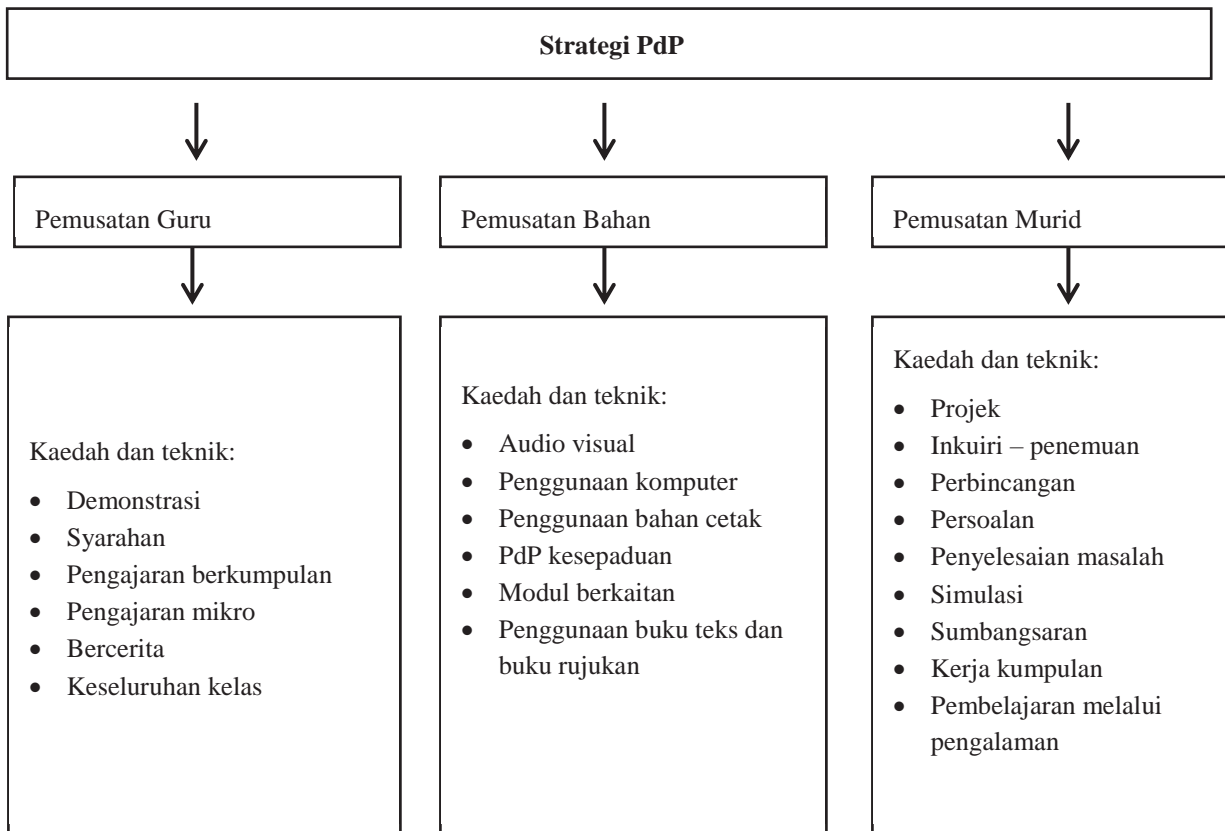 Strategi PdP
Pemusatan Guru
Pemusatan Bahan
Pemusatan Murid
Kaedah dan teknik:
• Demonstrasi
• Syarahan
• Pengajaran berkumpulan
• Pengajaran mikro
• Bercerita
• Keseluruhan kelas
Kaedah dan teknik:
• Audio visual
• Penggunaan komputer
• Penggunaan bahan cetak
• PdP kesepaduan
• Modul berkaitan
• Penggunaan buku teks dan
buku rujukan
Kaedah dan teknik:
• Projek
• Inkuiri – penemuan
• Perbincangan
• Persoalan
• Penyelesaian masalah
• Simulasi
• Sumbangsaran
• Kerja kumpulan
• Pembelajaran melalui
pengalaman